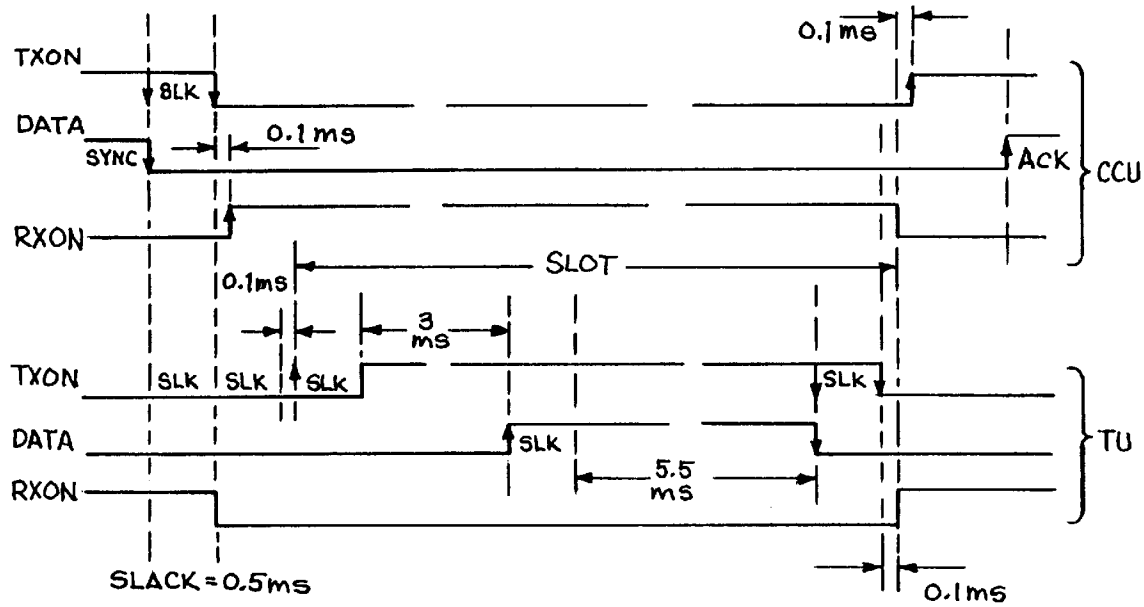 0.1ms
TXON
SLK
DATA
0.1ms
SYNC
ACK
CCU
RXON
SLOT
0.1ms
3
ms
TXON
SLK SLK SLK SLK
DATA
SLK
TU
5.5
ms
RXON
SLACK = 0.5ms
0.1ms